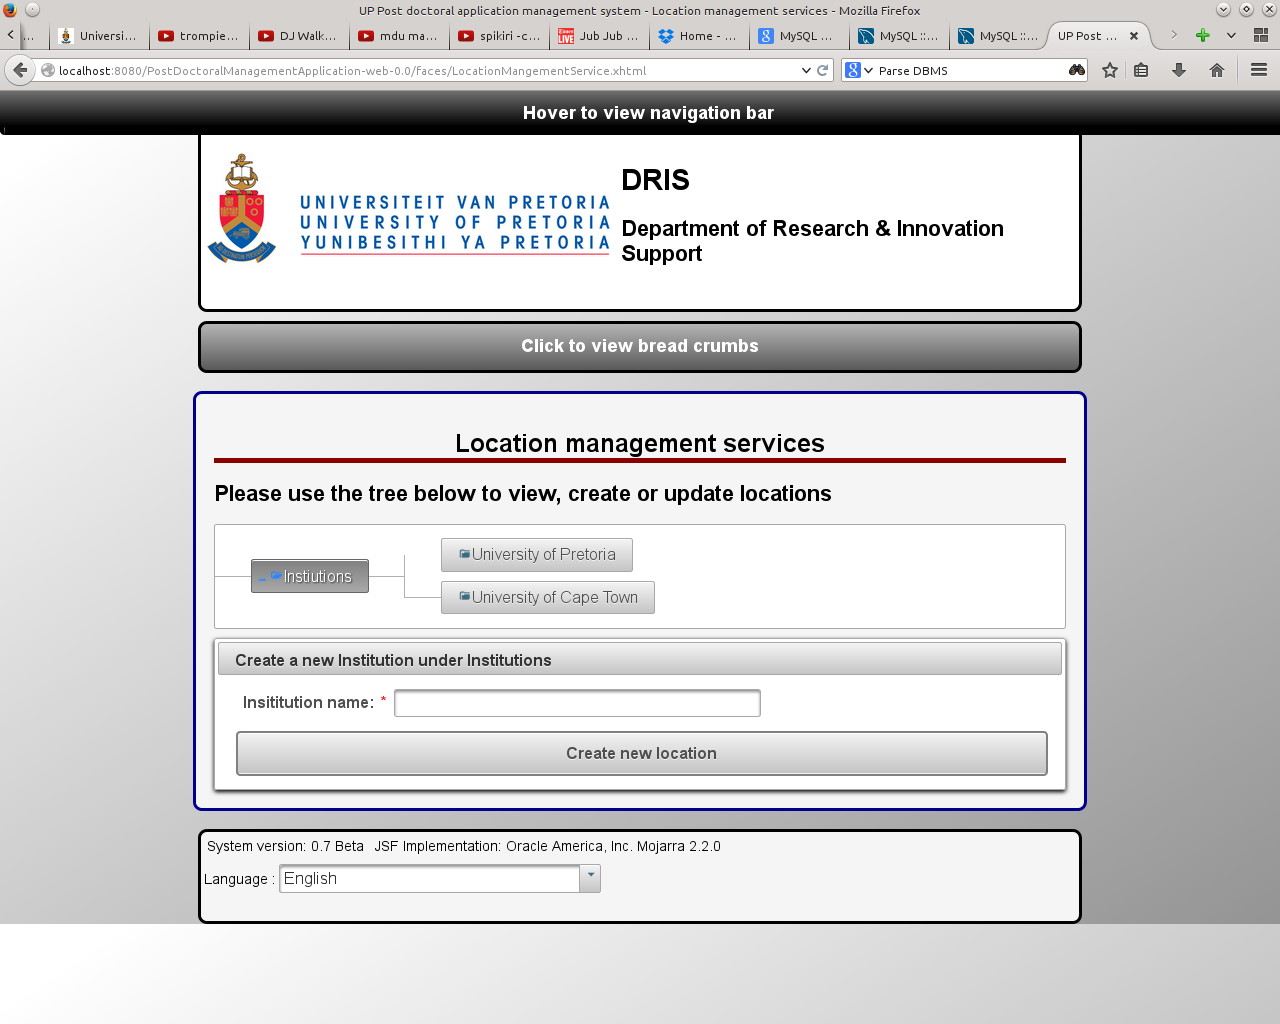 UP Post doctoral application management system - Location management services - Mozilla Firefox
...
Universi...
trompie...
DJ Walk...
mdu ma...
spikiri -c...
Jub Jub ...
Home - ...
MySQL ...
MySQL ::...
MySQL ::...
UP Post ...
localhost:8080/PostDoctoralManagementApplication-web-0.0/faces/LocationMangementService.xhtml
Parse DBMS
Hover to view navigation bar
UNIVERSITEIT VAN PRETORIA
UNIVERSITY OF PRETORIA
YUNIBESITHI YA PRETORIA
DRIS
Department of Research & Innovation
Support
Click to view bread crumbs
Location management services
Please use the tree below to view, create or update locations
Instiutions
University of Pretoria
University of Cape Town
Create a new Institution under Institutions
Insititution name: *
Create new location
System version: 0.7 Beta JSF Implementation: Oracle America, Inc. Mojarra 2.2.0
Language :
English